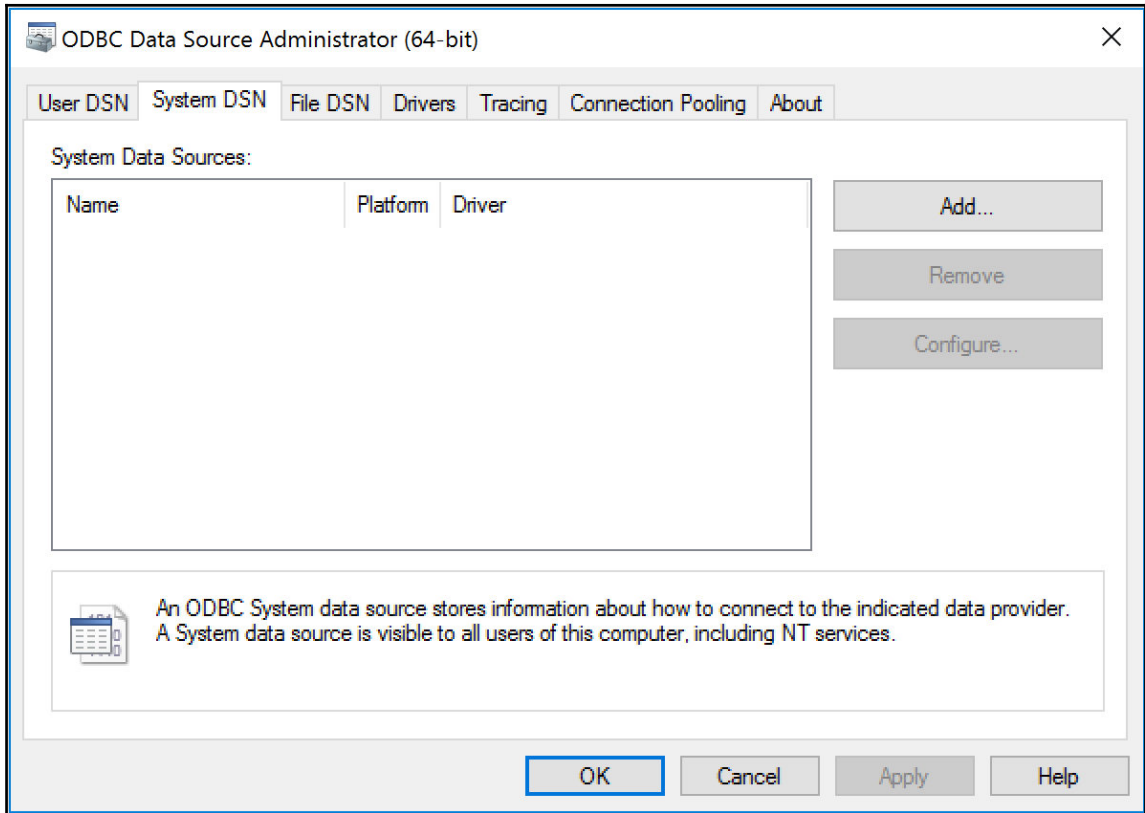 ODBC Data Source Administrator (64-bit)
User DSN System DSN File DSN Drivers Tracing Connection Pooling About
System Data Sources:
Name Platform Driver
Add...
Remove
Configure...
An ODBC System data source stores information about how to connect to the indicated data provider.
A System data source is visible to all users of this computer, including NT services.
OK Cancel Apply Help